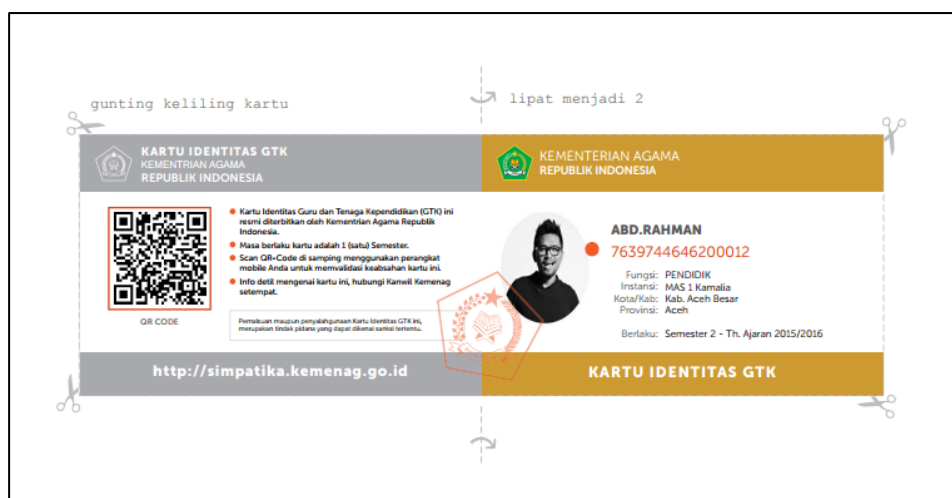 gunting keliling kartu
lipat menjadi 2
KARTU IDENTITAS GTK
KEMENTRIAN AGAMA
REPUBLIK INDONESIA
QR CODE
Kartu Identitas Guru dan Tenaga Kependidikan (GTK) ini
resmi diterbitkan oleh Kementrian Agama Republik
Indonesia.
Masa berlaku kartu adalah 1 (satu) Semester.
Scan QR-Code di samping menggunakan perangkat
mobile Anda untuk memvalidasi keabsahan kartu ini.
Info detil mengenai kartu ini, hubungi Kanwil Kemenag
setempat.
Pemalsuan maupun penyalahgunaan Kartu Identitas GTK ini,
merupakan tindak pidana yang dapat dikenai sanksi tertentu.
http://simpatika.kemenag.go.id
KEMENTERIAN AGAMA
REPUBLIK INDONESIA
ABD.RAHMAN
7639744646200012
Fungsi: PENDIDIK
Instansi: MAS 1 Kamalia
Kota/Kab: Kab. Aceh Besar
Provinsi: Aceh
Berlaku: Semester 2 - Th. Ajaran 2015/2016
KARTU IDENTITAS GTK